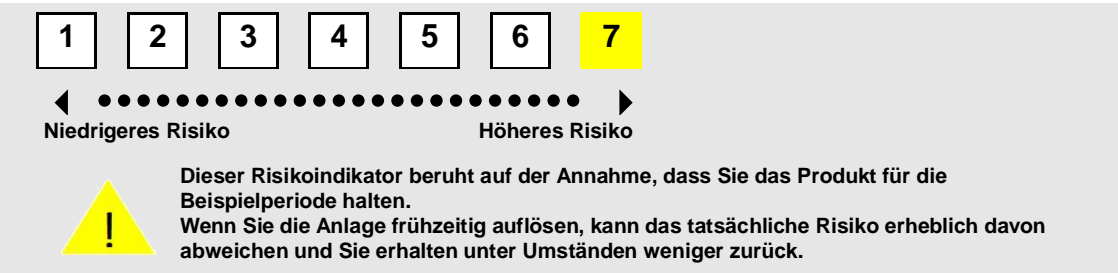 1 2 3 4 5 6 7
Niedrigeres Risiko Höheres Risiko
Dieser Risikoindikator beruht auf der Annahme, dass Sie das Produkt für die
Beispielperiode halten.
Wenn Sie die Anlage frühzeitig auflösen, kann das tatsächliche Risiko erheblich davon
abweichen und Sie erhalten unter Umständen weniger zurück.
!